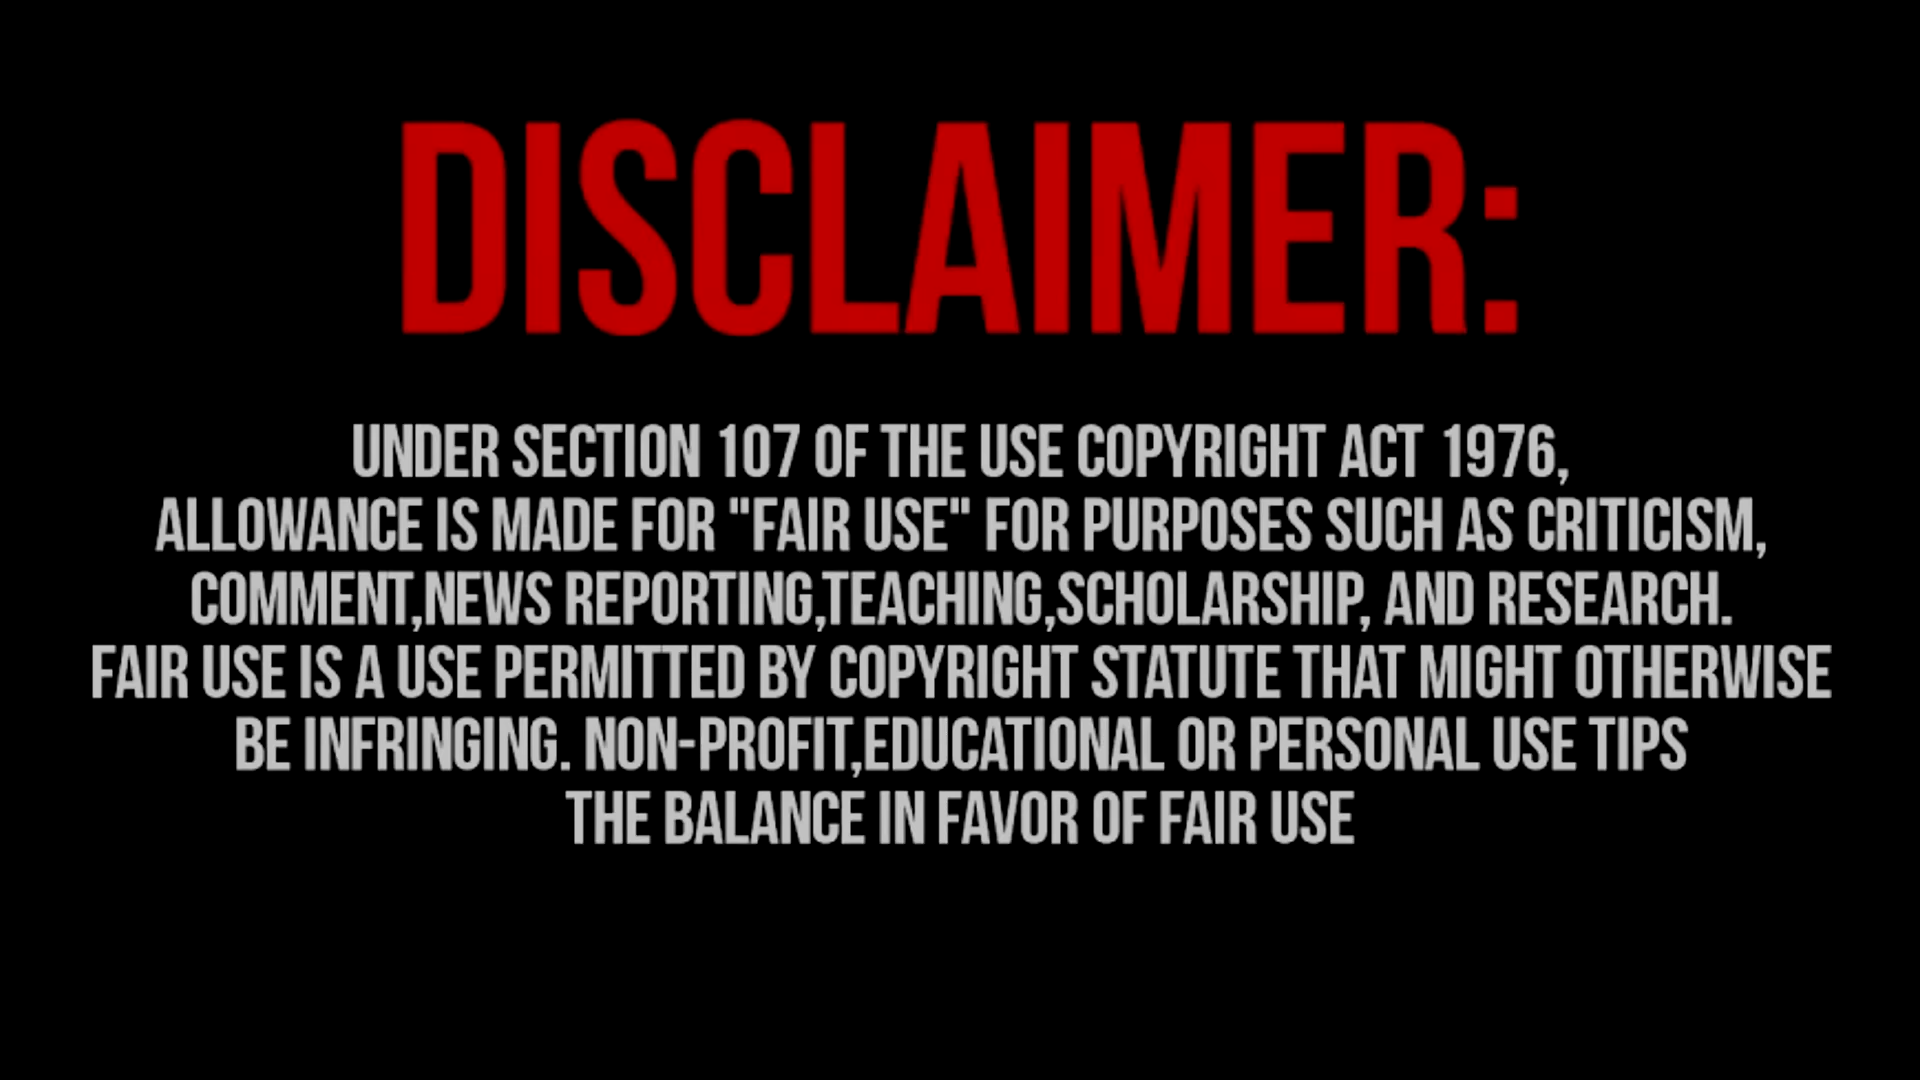 DISCLAIMER:
UNDER SECTION 107 OF THE USE COPYRIGHT ACT 1976,
ALLOWANCE IS MADE FOR "FAIR USE" FOR PURPOSES SUCH AS CRITICISM,
COMMENT,NEWS REPORTING,TEACHING,SCHOLARSHIP, AND RESEARCH.
FAIR USE IS A USE PERMITTED BY COPYRIGHT STATUTE THAT MIGHT OTHERWISE
BE INFRINGING. NON-PROFIT,EDUCATIONAL OR PERSONAL USE TIPS
THE BALANCE IN FAVOR OF FAIR USE